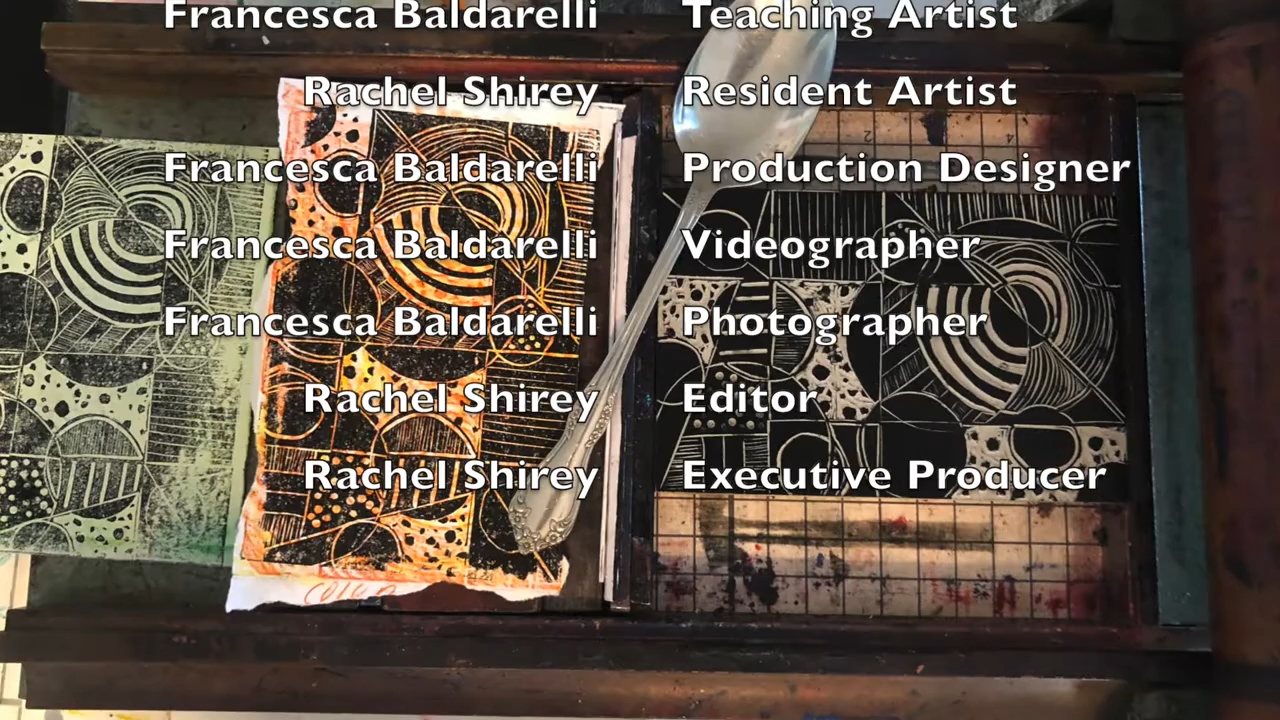 Francesca Baldarelli Teaching Artist
Rachel Shirey Resident Artist
Francesca Baldarelli Production Designer
Francesca Baldarelli Videographer
Francesca Baldarelli Photographer
Rachel Shirey Editor
Rachel Shirey Executive Producer